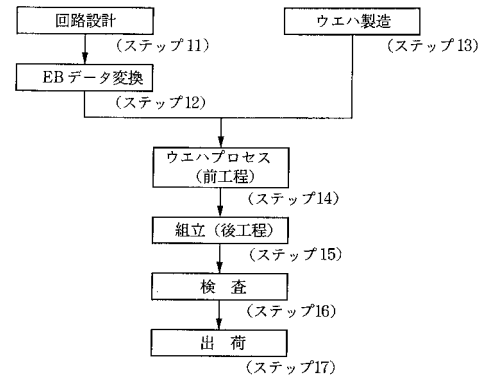 回路設計
ウエハ製造
(ステップ11)
(ステップ13)
EBデータ変換
(ステップ12)
ウエハプロセス
(前工程)
(ステップ14)
組立(後工程)
(ステップ15)
検 査
(ステップ16)
出 荷
(ステップ17)